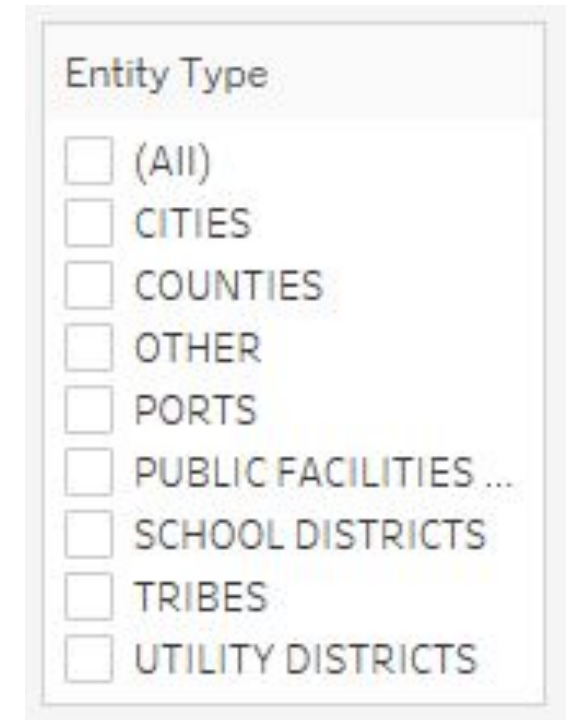 Entity Type
(All)
CITIES
COUNTIES
OTHER
PORTS
PUBLIC FACILITIES ...
SCHOOL DISTRICTS
TRIBES
UTILITY DISTRICTS